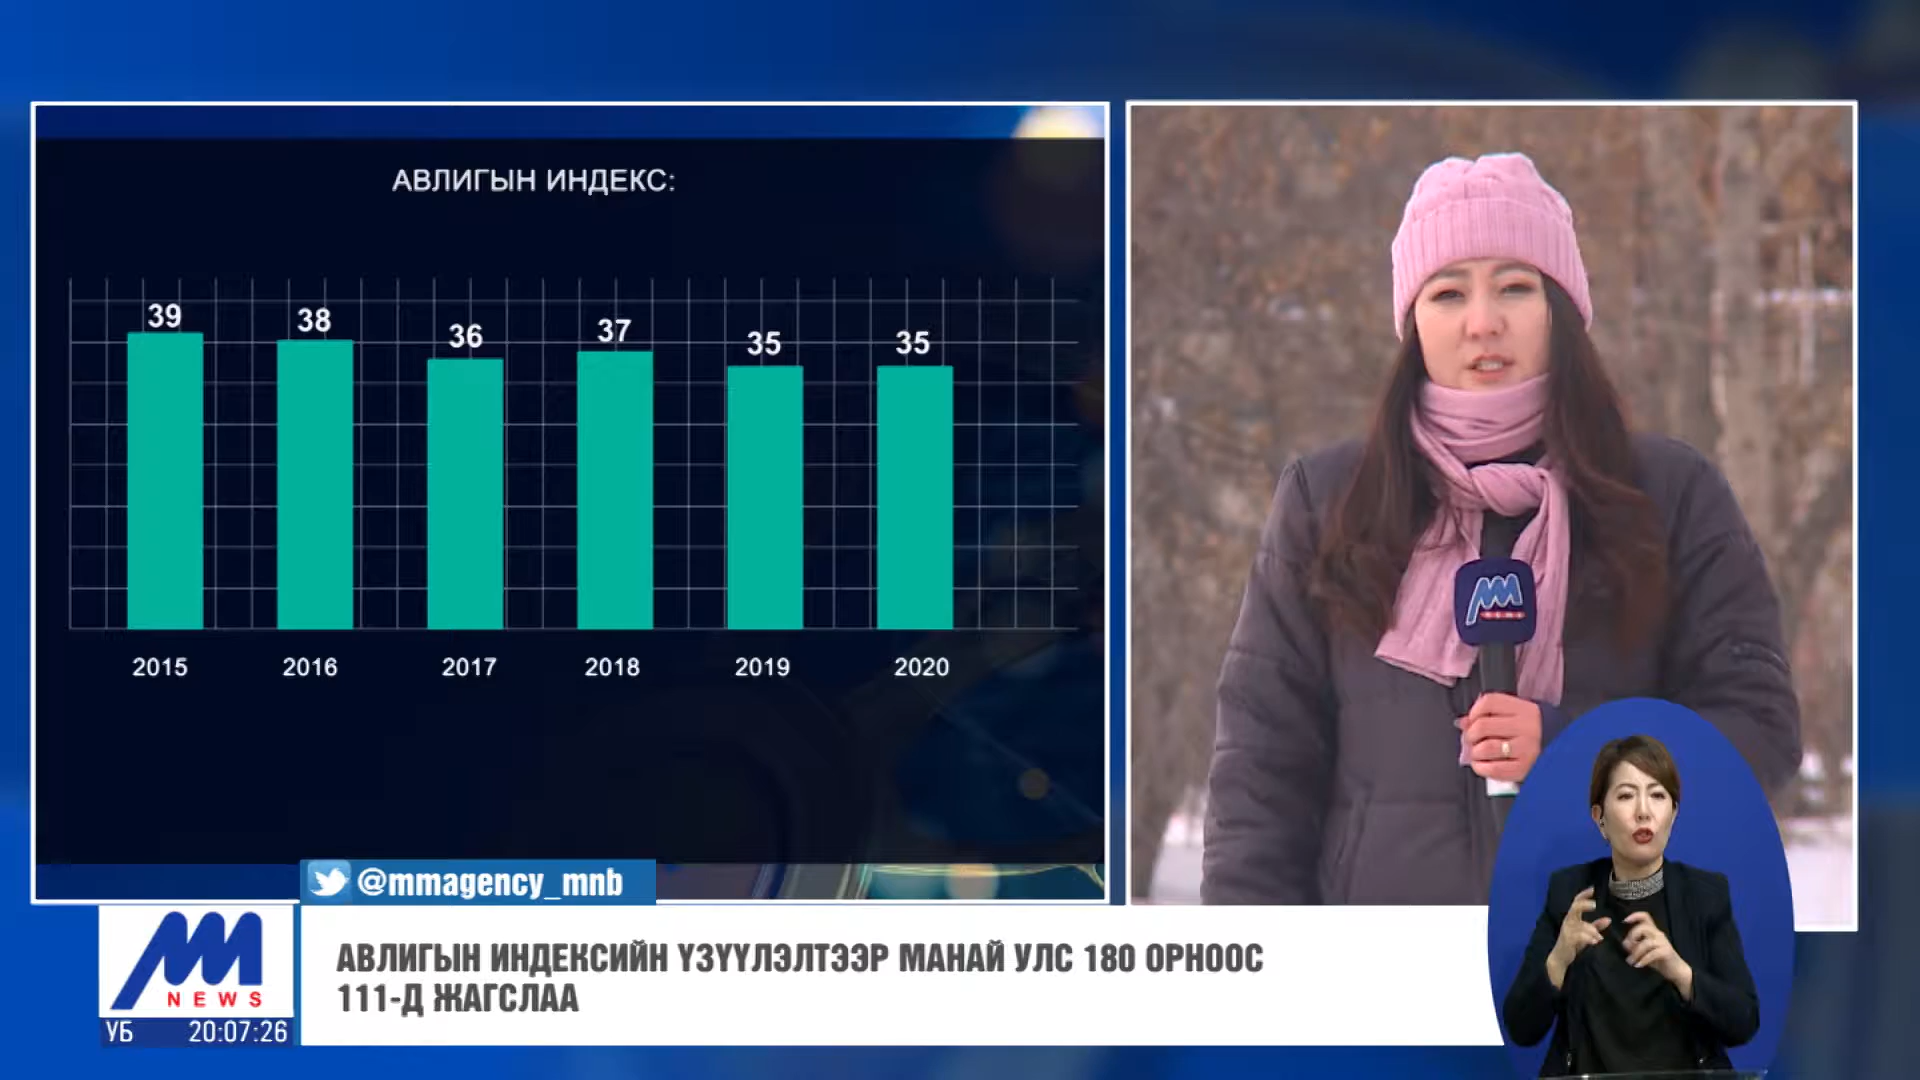 АВЛИГЫН ИНДЕКС:
39
38
36
37
35
35
2015
2016
2017
2018
2019
2020
@mmagency_mnb
NEWS
УБ 20:07:26
АВЛИГЫН ИНДЕКСИЙН ҮЗҮҮЛЭЛТЭЭР МАНАЙ УЛС 180 ОРНООС
111-Д ЖАГСЛАА
NEWS